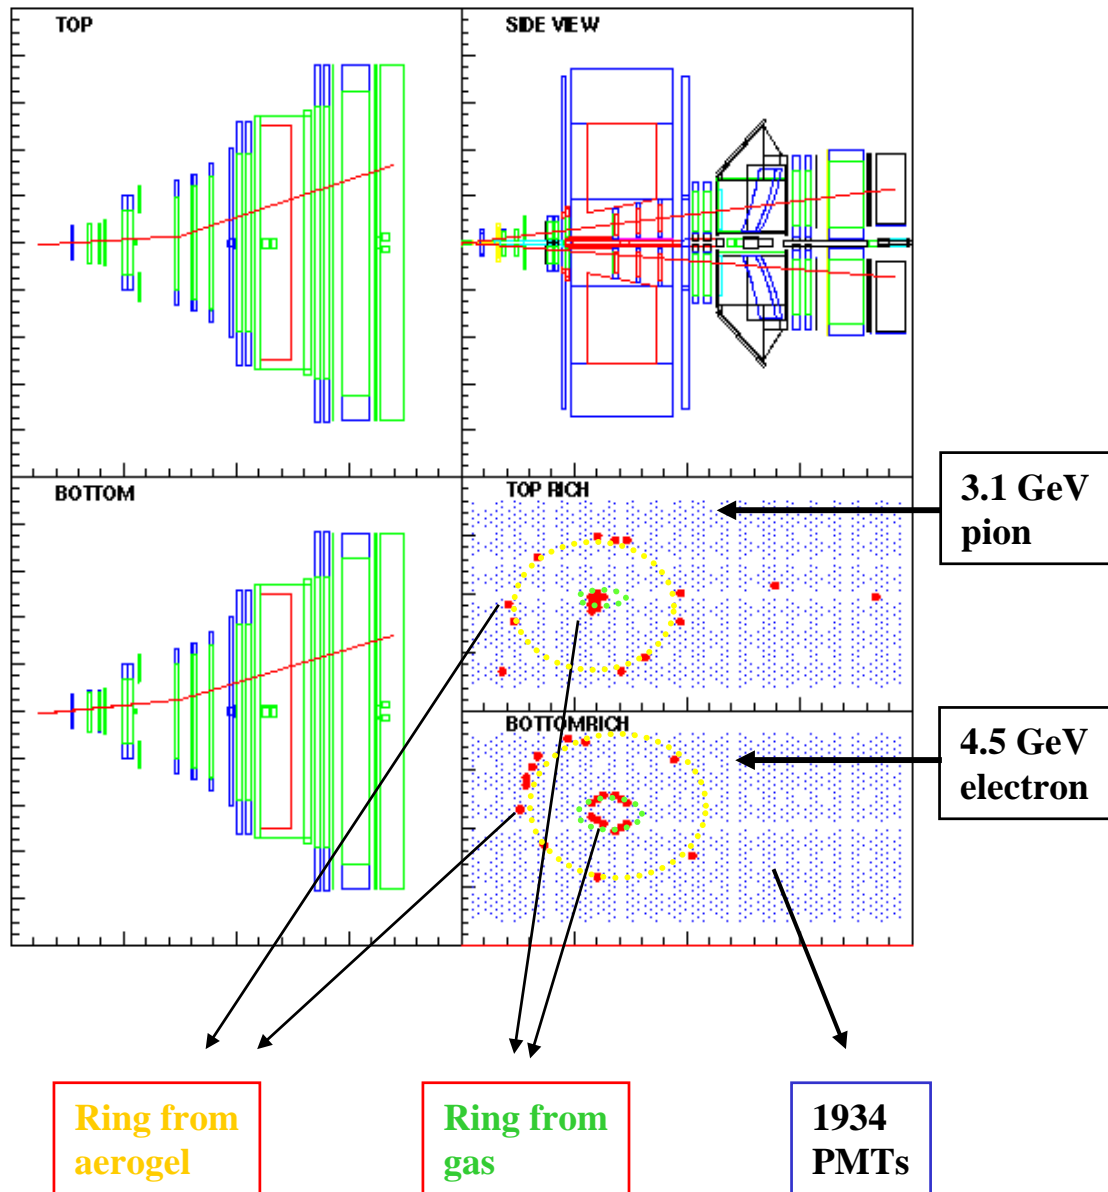 TOP
SIDE VIEW
BOTTOM
TOP RICH
3.1 GeV
pion
BOTTOMRICH
4.5 GeV
electron
Ring from
aerogel
Ring from
gas
1934
PMTs